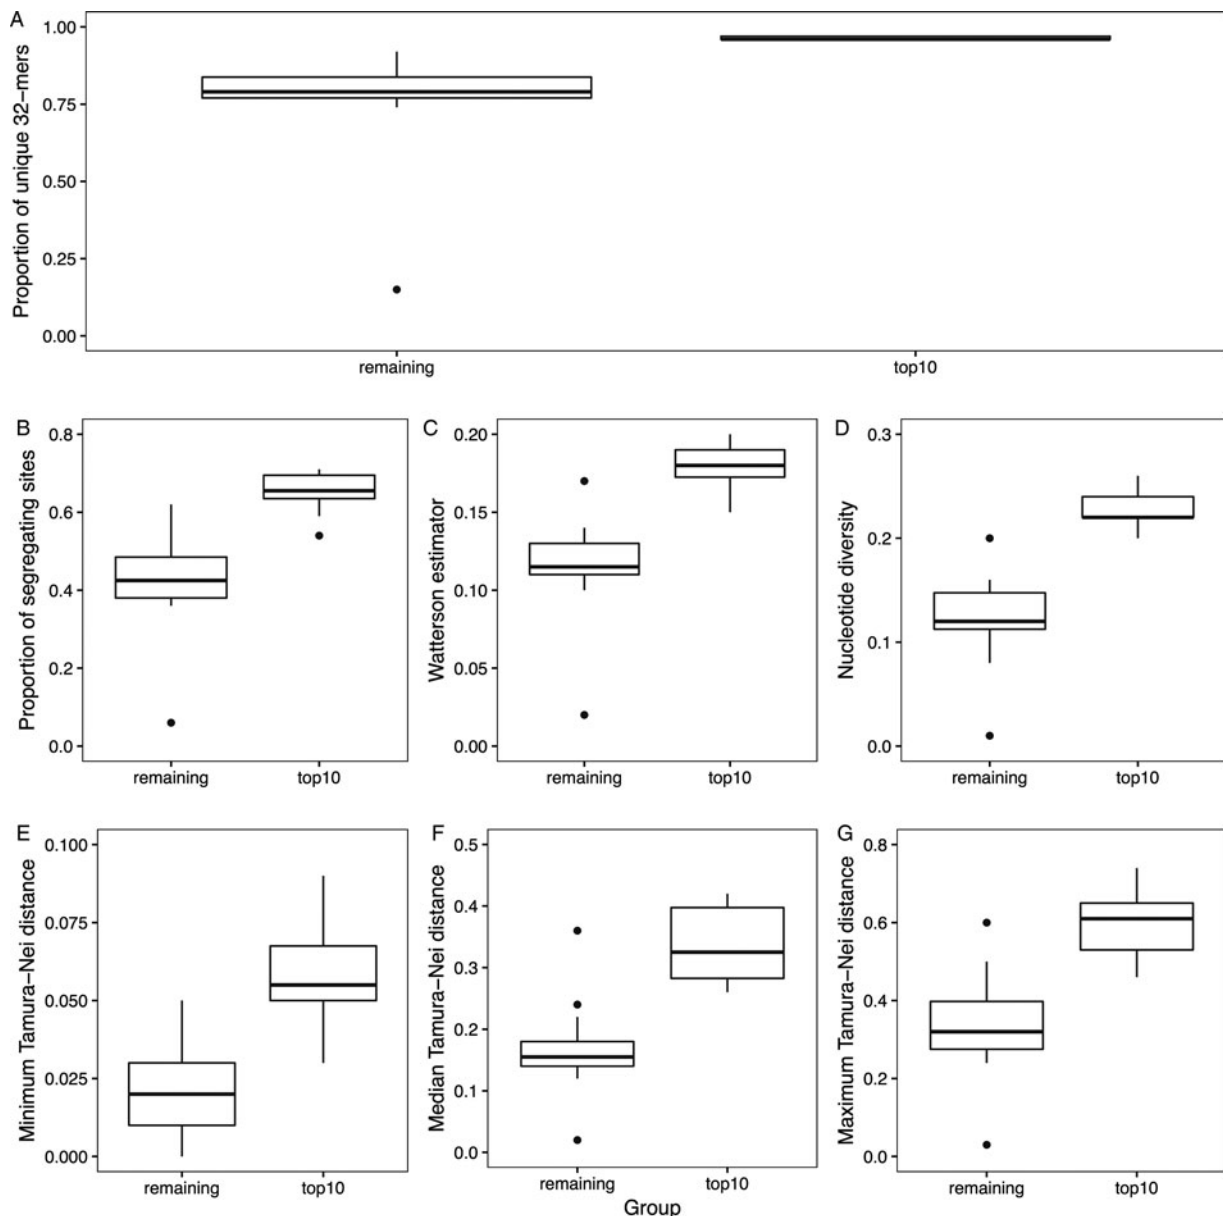 A
Proportion of unique 32-mers
1.00
0.75
0.50
0.25
0.00
remaining
top10
B
Proportion of segregating sites
0.8
0.6
0.4
0.2
0.0
remaining
top10
C
Watterson estimator
0.20
0.15
0.10
0.05
0.00
remaining
top10
D
Nucleotide diversity
0.3
0.2
0.1
0.0
remaining
top10
E
Minimum Tamura-Nei distance
0.100
0.075
0.050
0.025
0.000
remaining
top10
F
Median Tamura-Nei distance
0.5
0.4
0.3
0.2
0.1
0.0
remaining
top10
G
Maximum Tamura-Nei distance
0.8
0.6
0.4
0.2
0.0
remaining
top10
Group